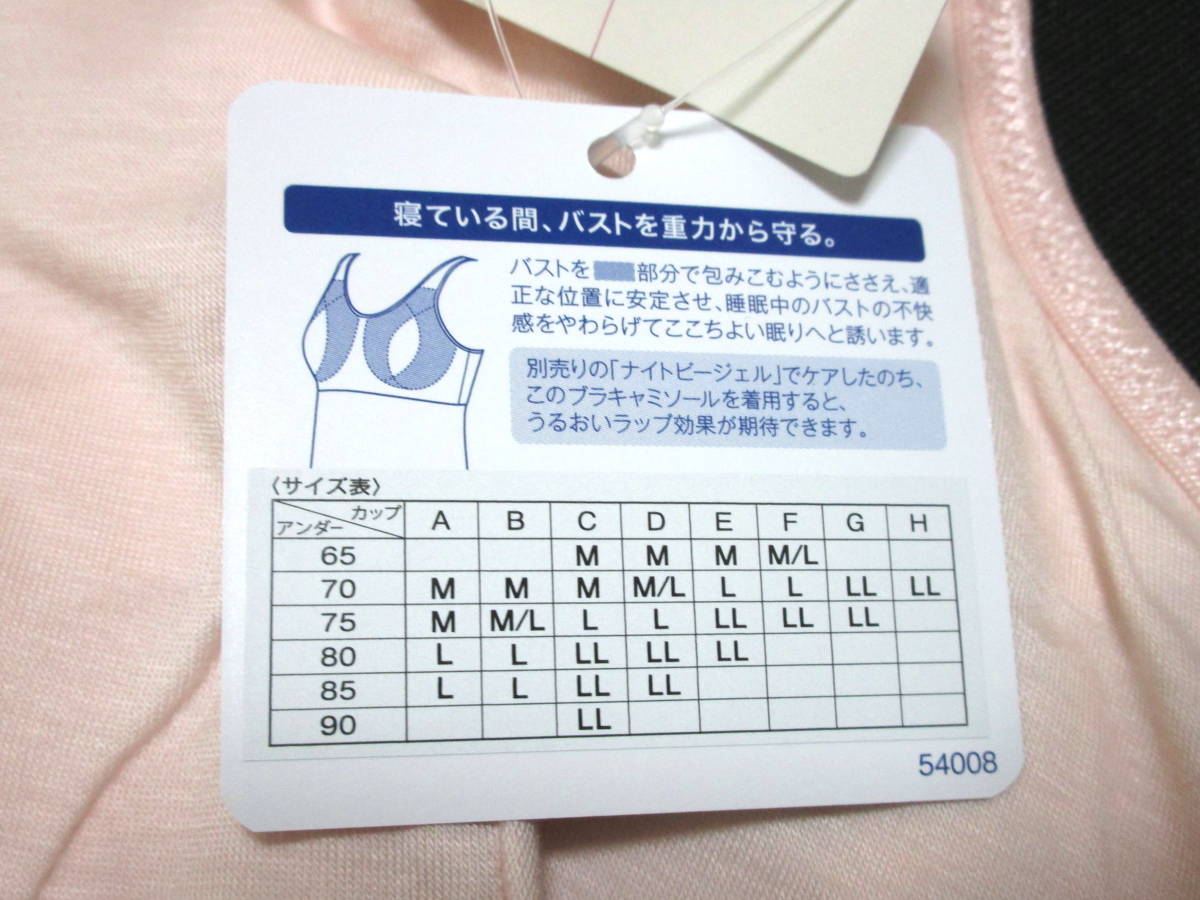 寝ている間、バストを重力から守る。
バストを 部分で包みこむようにささえ、適
正な位置に安定させ、睡眠中のバストの不快
感をやわらげてここちよい眠りへと誘います。
別売りの「ナイトビージェル」でケアしたのち、
このブラキャミソールを着用すると、
うるおいラップ効果が期待できます。
〈サイズ表〉
アンダー カップ A B C D E F G H
65 M M M M/L
70 M M M M/L L L LL LL
75 M M/L L L LL LL LL
80 L L LL LL LL
85 L L LL LL
90 LL
54008